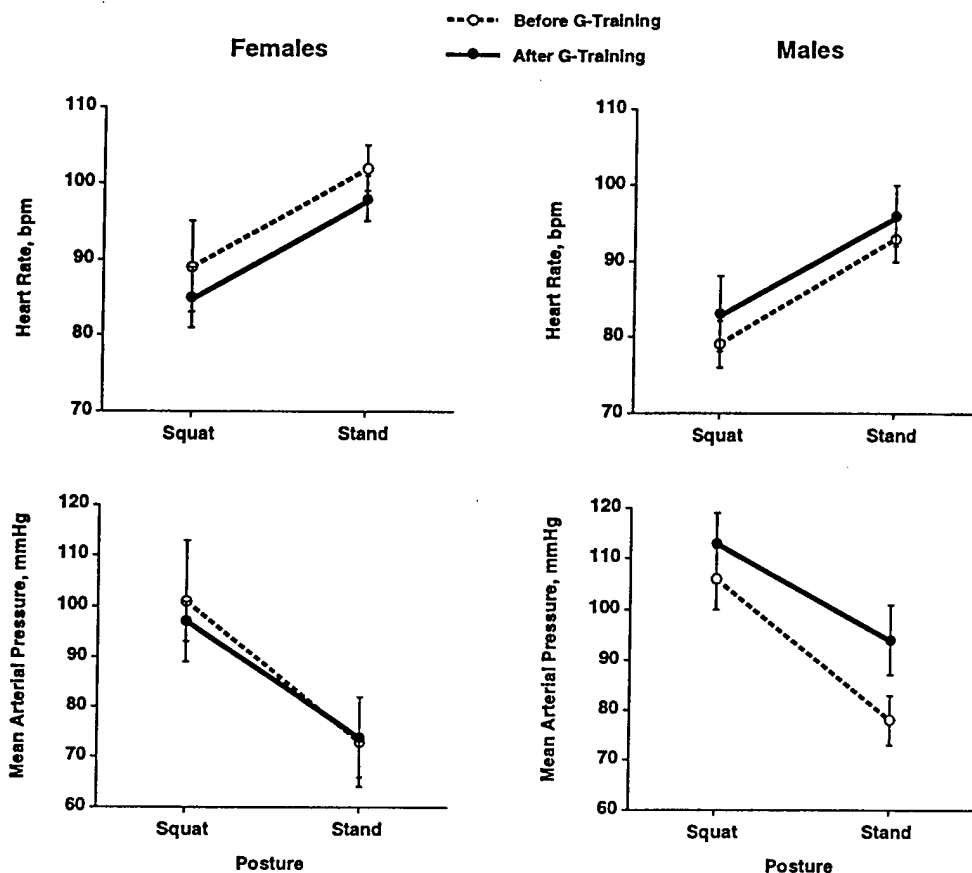 Before G-Training
After G-Training
Females
Males
Heart Rate, bpm
110
100
90
80
70
Squat
Stand
Heart Rate, bpm
110
100
90
80
70
Squat
Stand
Mean Arterial Pressure, mmHg
120
110
100
90
80
70
60
Squat
Stand
Posture
Mean Arterial Pressure, mmHg
120
110
100
90
80
70
60
Squat
Stand
Posture